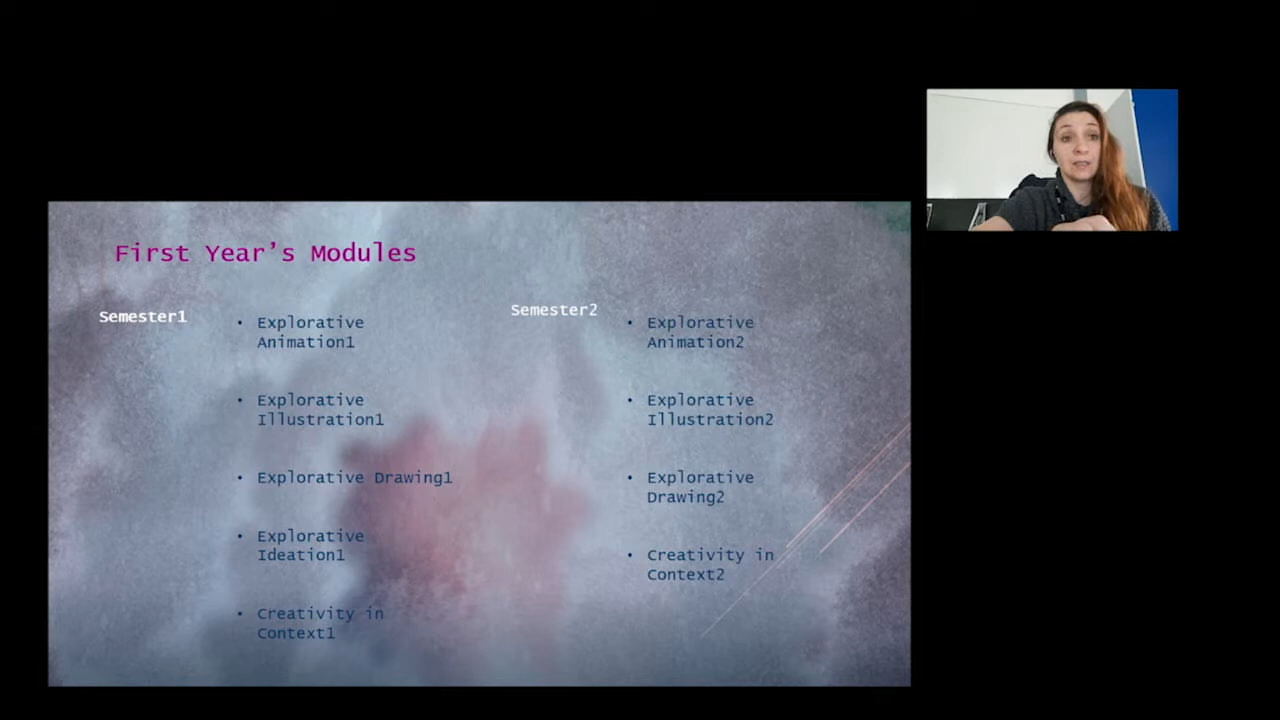 First Year’s Modules
Semester1
• Explorative
Animation1
• Explorative
Illustration1
• Explorative Drawing1
• Explorative
Ideation1
• Creativity in
Context1
Semester2
• Explorative
Animation2
• Explorative
Illustration2
• Explorative
Drawing2
• Creativity in
Context2